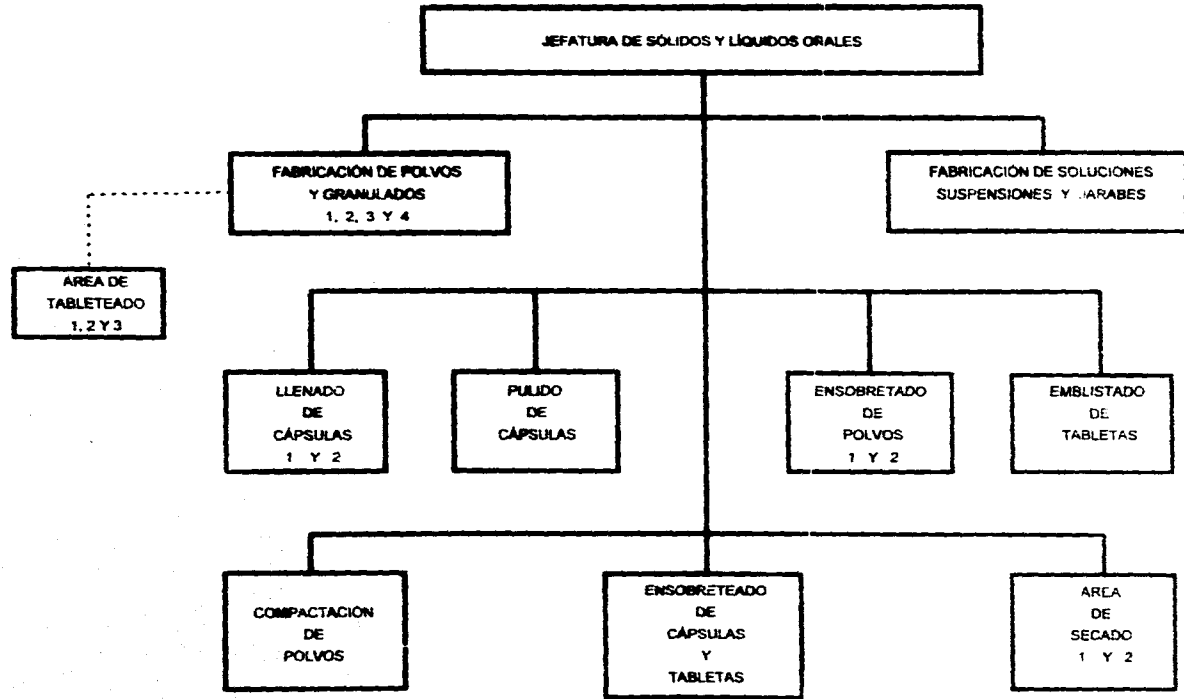 JEFATURA DE SÓLIDOS Y LÍQUIDOS ORALES
FABRICACIÓN DE POLVOS
Y GRANULADOS
1, 2, 3 Y 4
FABRICACIÓN DE SOLUCIONES
SUSPENSIONES Y JARABES
AREA DE
TABLETEADO
1, 2 Y 3
LLENADO
DE
CÁPSULAS
1 Y 2
PULIDO
DE
CÁPSULAS
ENSOBRETADO
DE
POLVOS
1 Y 2
EMBLISTADO
DE
TABLETAS
COMPACTACIÓN
DE
POLVOS
ENSOBRETEADO
DE
CÁPSULAS
Y
TABLETAS
AREA
DE
SECADO
1 Y 2